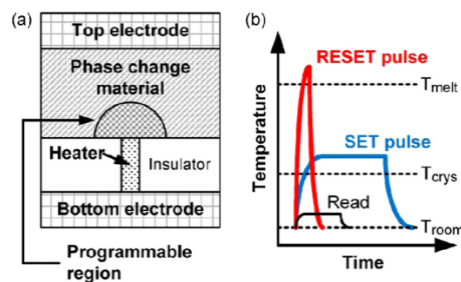 (a)
Top electrode
Phase change
material
Heater
Insulator
Bottom electrode
Programmable
region
(b)
Temperature
RESET pulse
Tmelt
SET pulse
Tcrys
Read
Troom
Time